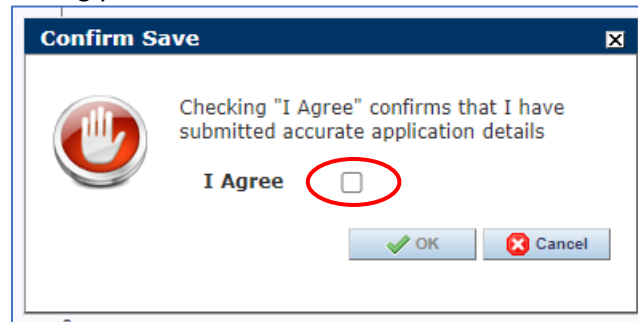 Confirm Save
Checking "I Agree" confirms that I have
submitted accurate application details
I Agree
OK Cancel